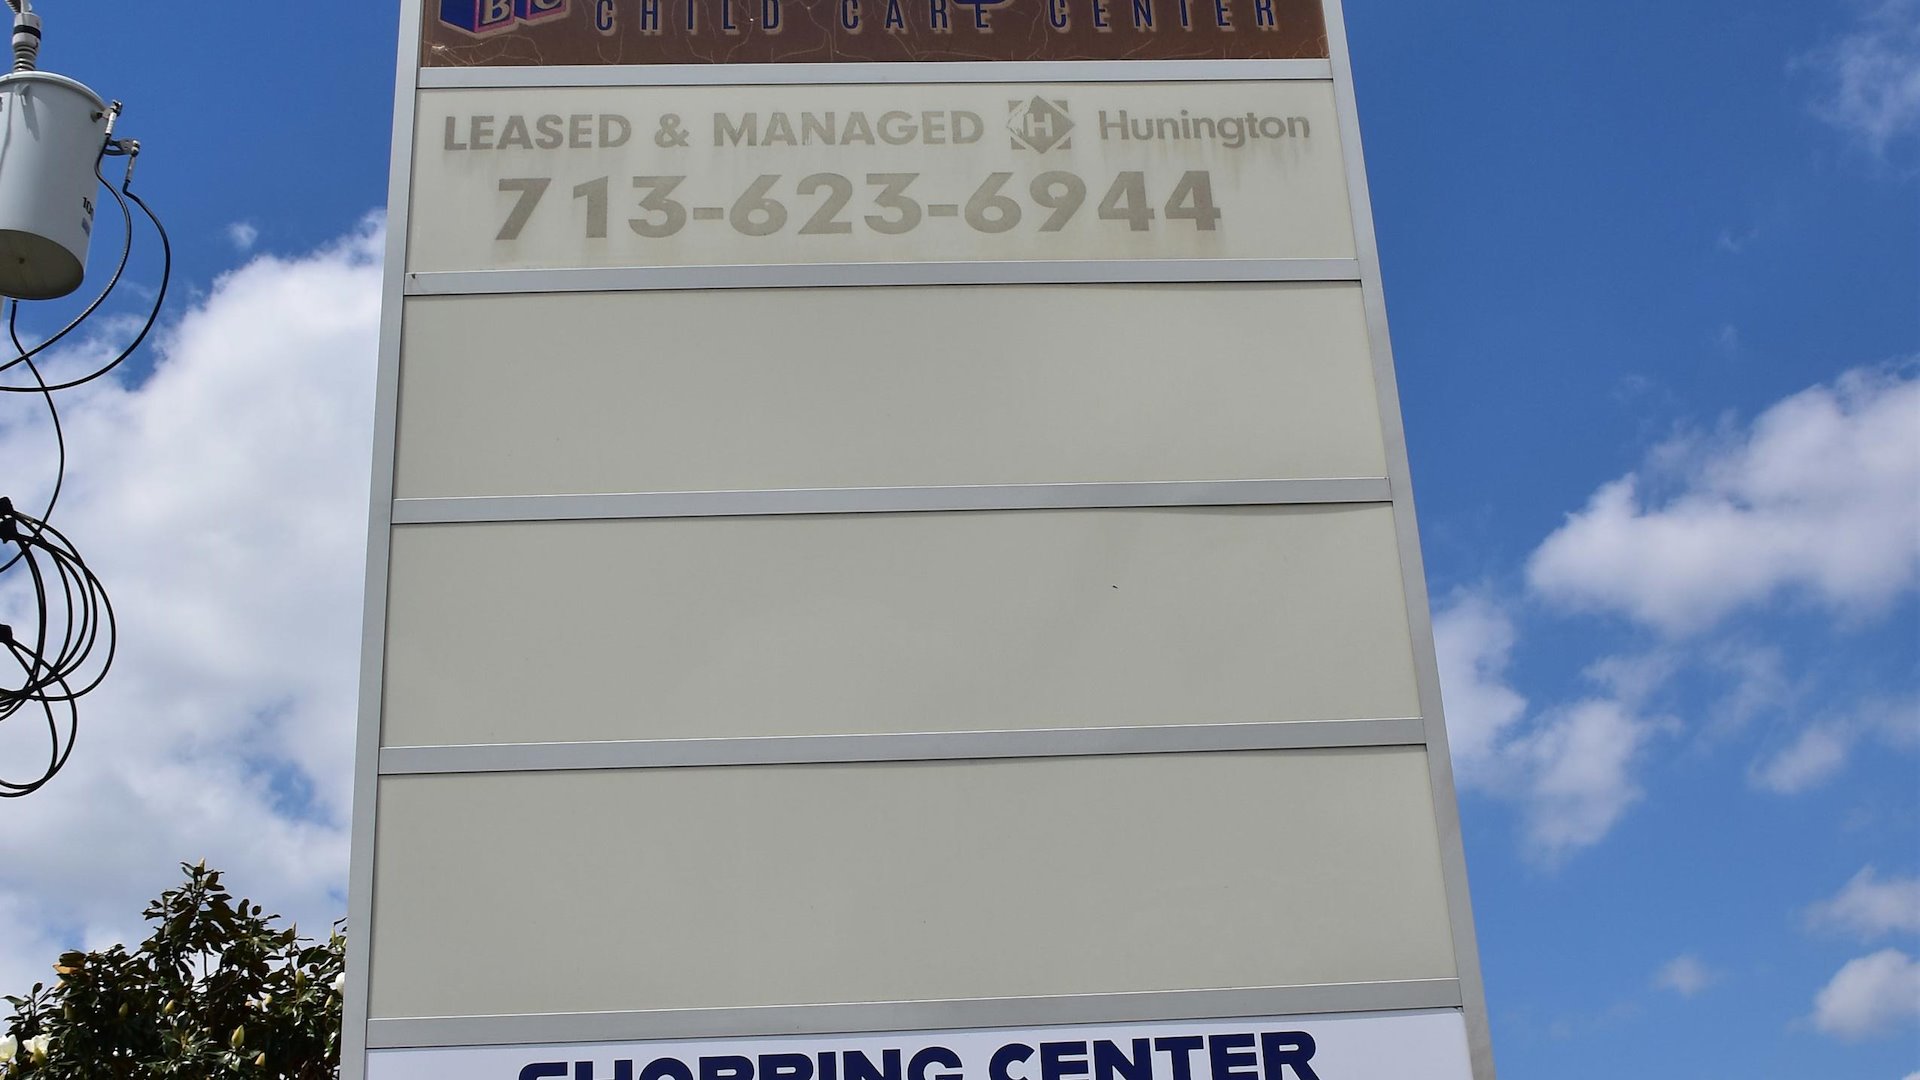 CHILD CARE CENTER
LEASED & MANAGED H Hunington
713-623-6944
SHOPPING CENTER